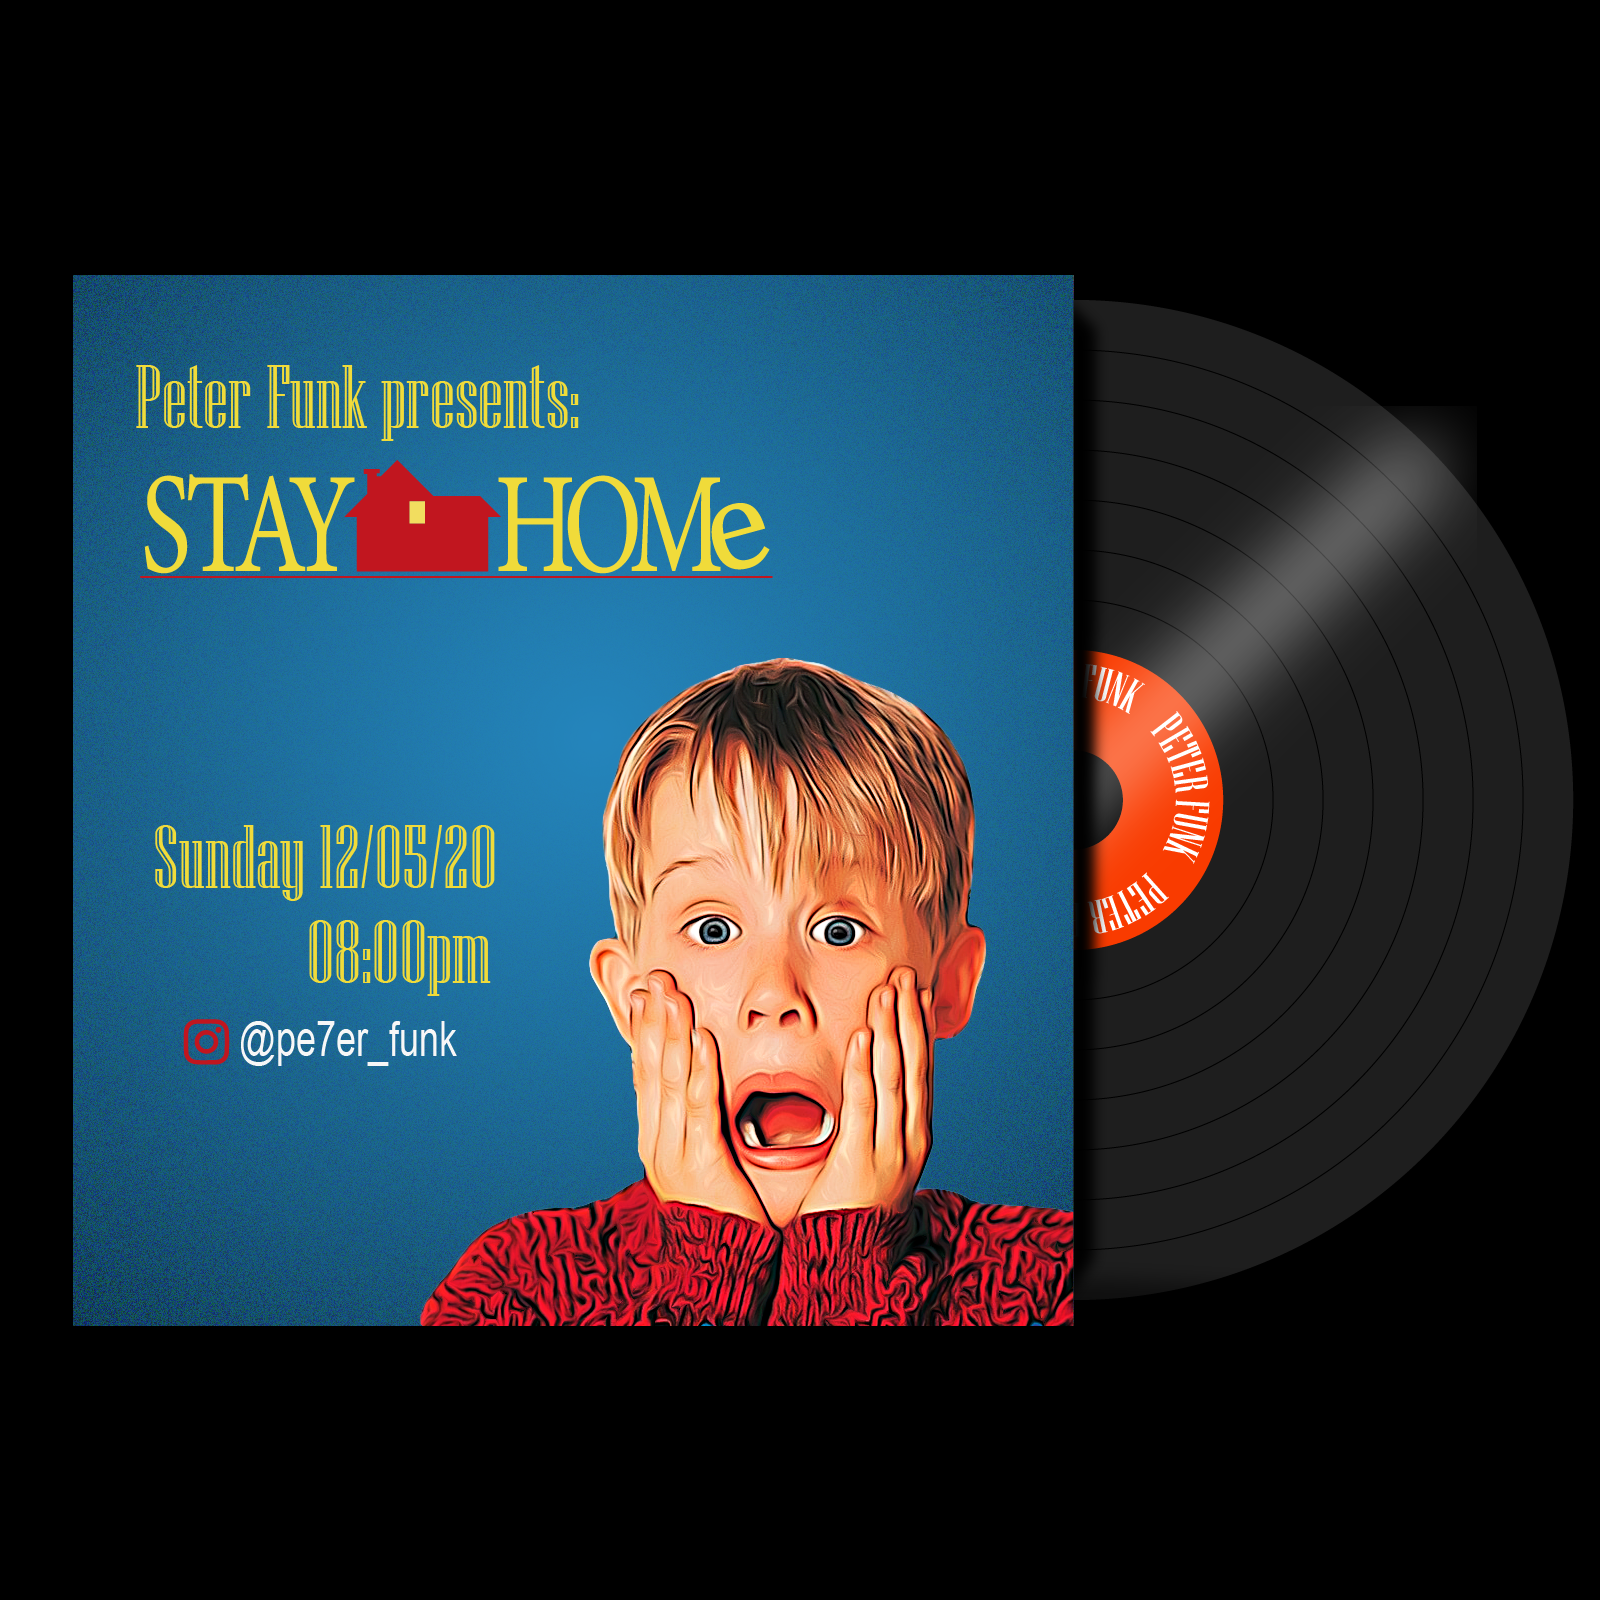 Peter Funk presents:
STAY HOMe
Sunday 12/05/20
08:00pm
@pe7er_funk
FUNK PETER FUNK PETER